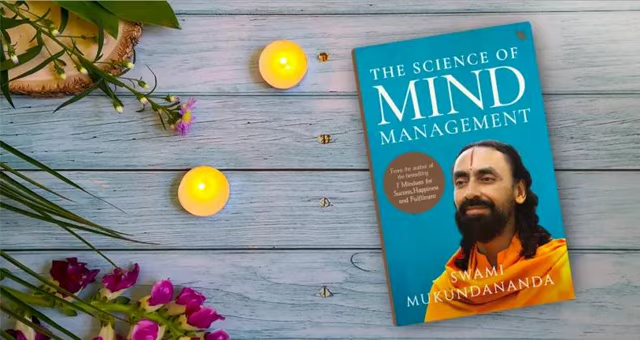 THE SCIENCE OF
MIND
MANAGEMENT
From the author of
the bestselling
7 Mindsets for
Success, Happiness
and Fulfilment
SWAMI
MUKUNDANANDA